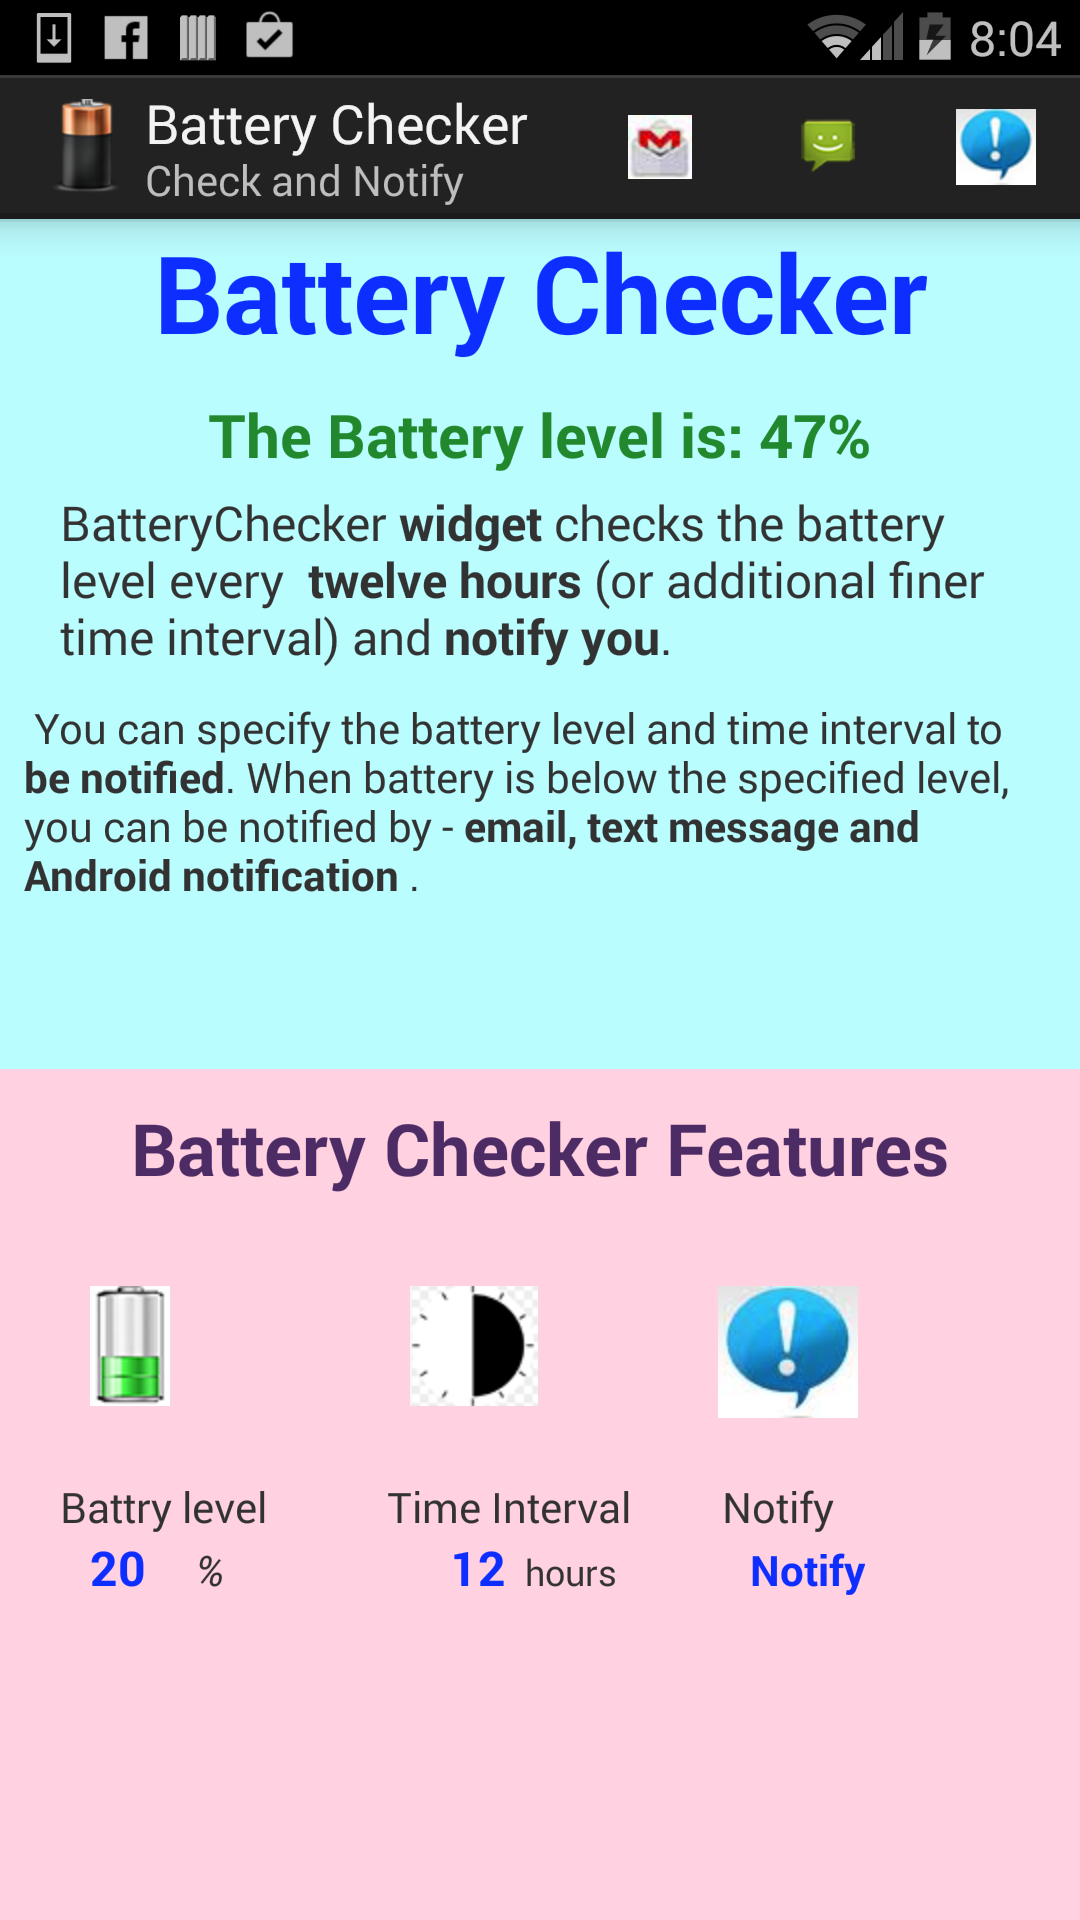 8:04
Battery Checker
Check and Notify
Battery Checker
The Battery level is: 47%
BatteryChecker widget checks the battery
level every  twelve hours (or additional finer
time interval) and notify you.
You can specify the battery level and time interval to
be notified. When battery is below the specified level,
you can be notified by - email, text message and
Android notification .
Battery Checker Features
Battry level Time Interval Notify
20 % 12 hours Notify